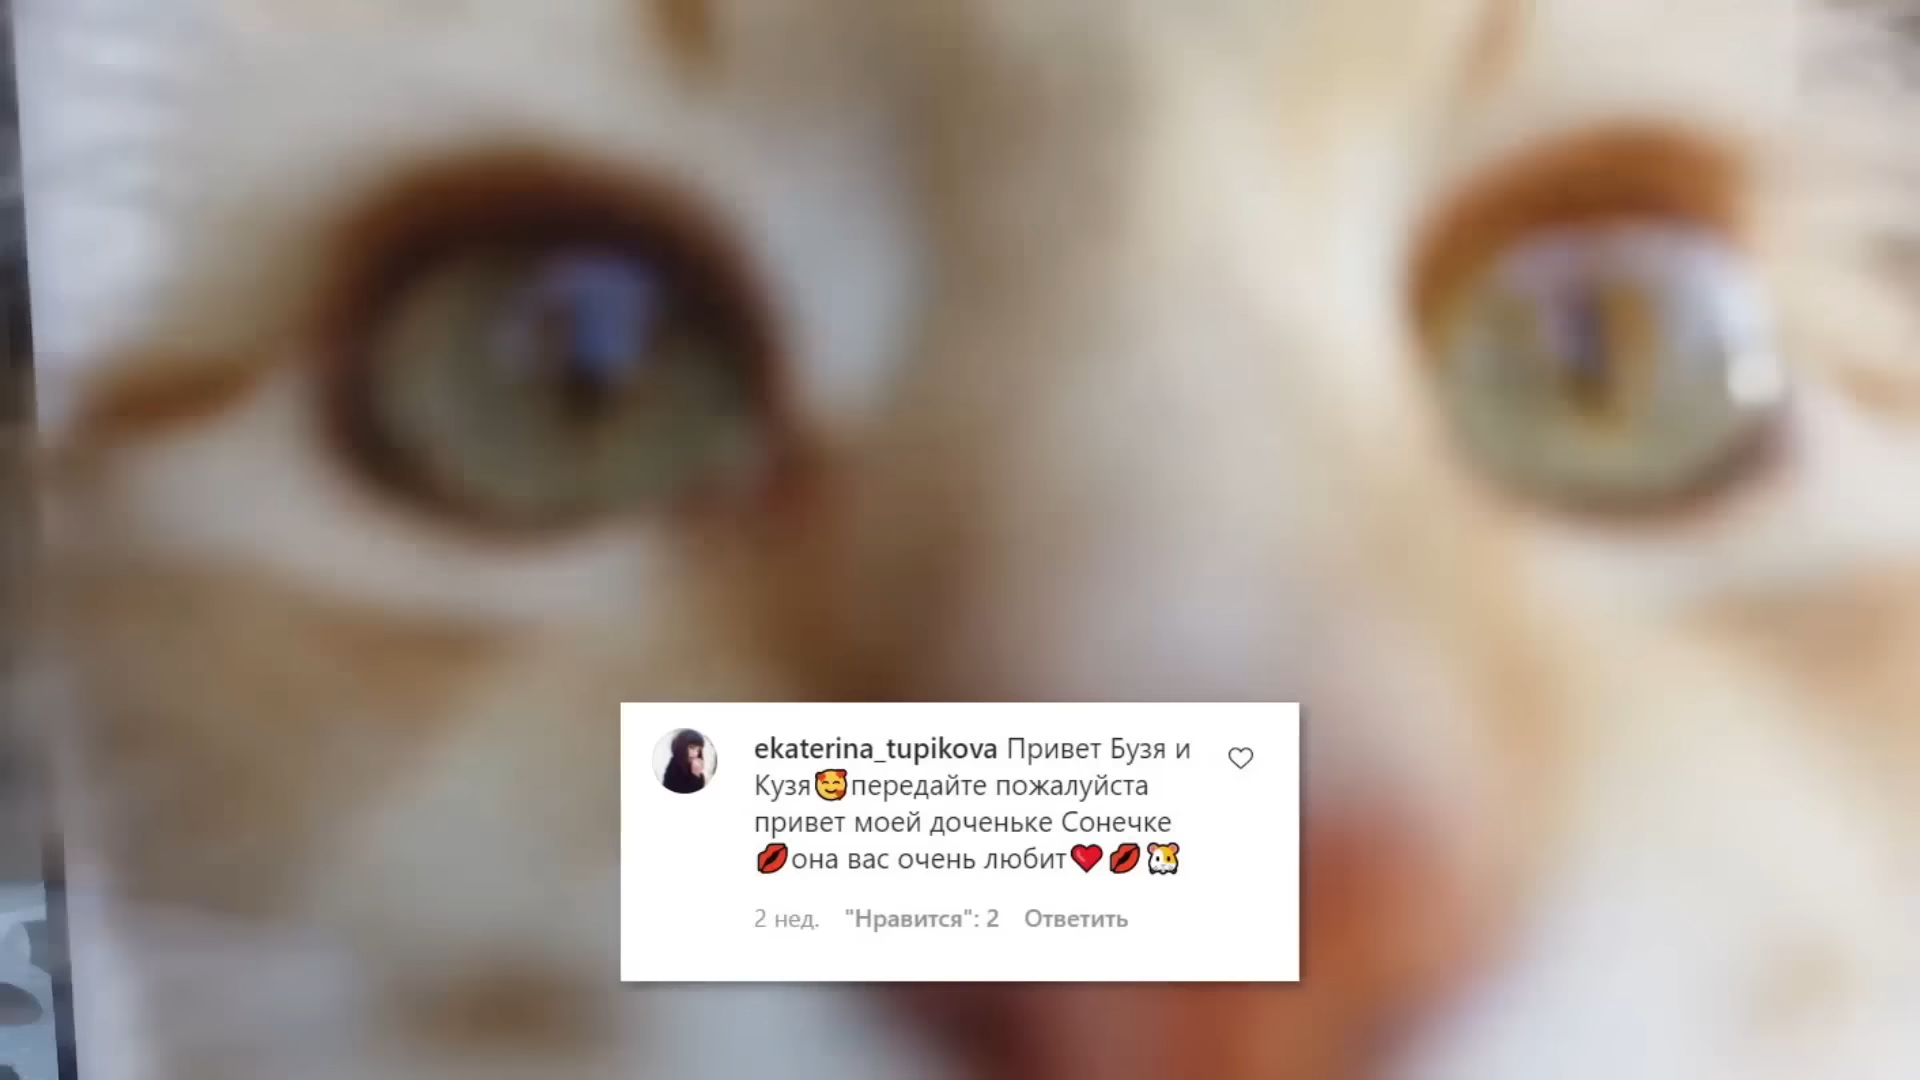 ekaterina_tupikova Привет Бузя и
Кузя🥰передайте пожалуйста
привет моей доченьке Сонечке
💋она вас очень любит❤️💋🐹
2 нед. "Нравится": 2 Ответить